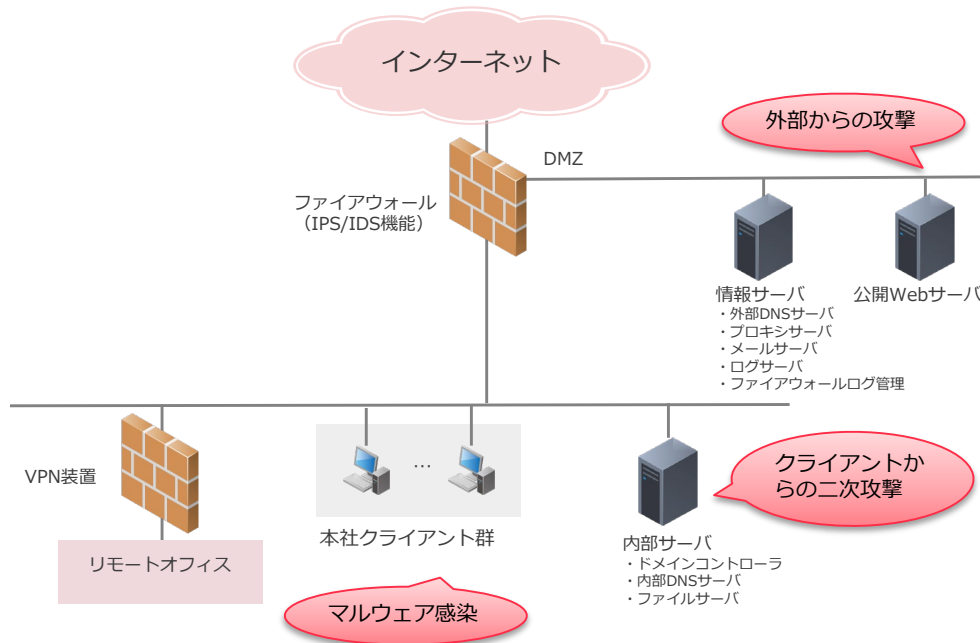 インターネット
外部からの攻撃
DMZ
ファイアウォール
（IPS/IDS機能）
情報サーバ
・外部DNSサーバ
・プロキシサーバ
・メールサーバ
・ログサーバ
・ファイアウォールログ管理
公開Webサーバ
VPN装置
リモートオフィス
…
本社クライアント群
マルウェア感染
クライアントか
らの二次攻撃
内部サーバ
・ドメインコントローラ
・内部DNSサーバ
・ファイルサーバ